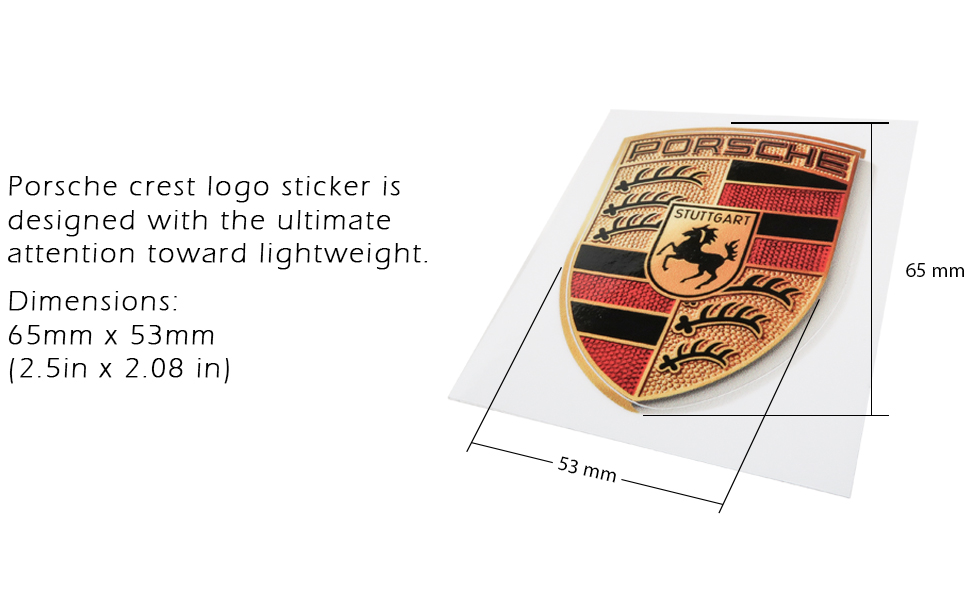 Porsche crest logo sticker is
designed with the ultimate
attention toward lightweight.
Dimensions:
65mm x 53mm
(2.5in x 2.08 in)
PORSCHE
STUTTGART
65 mm
53 mm